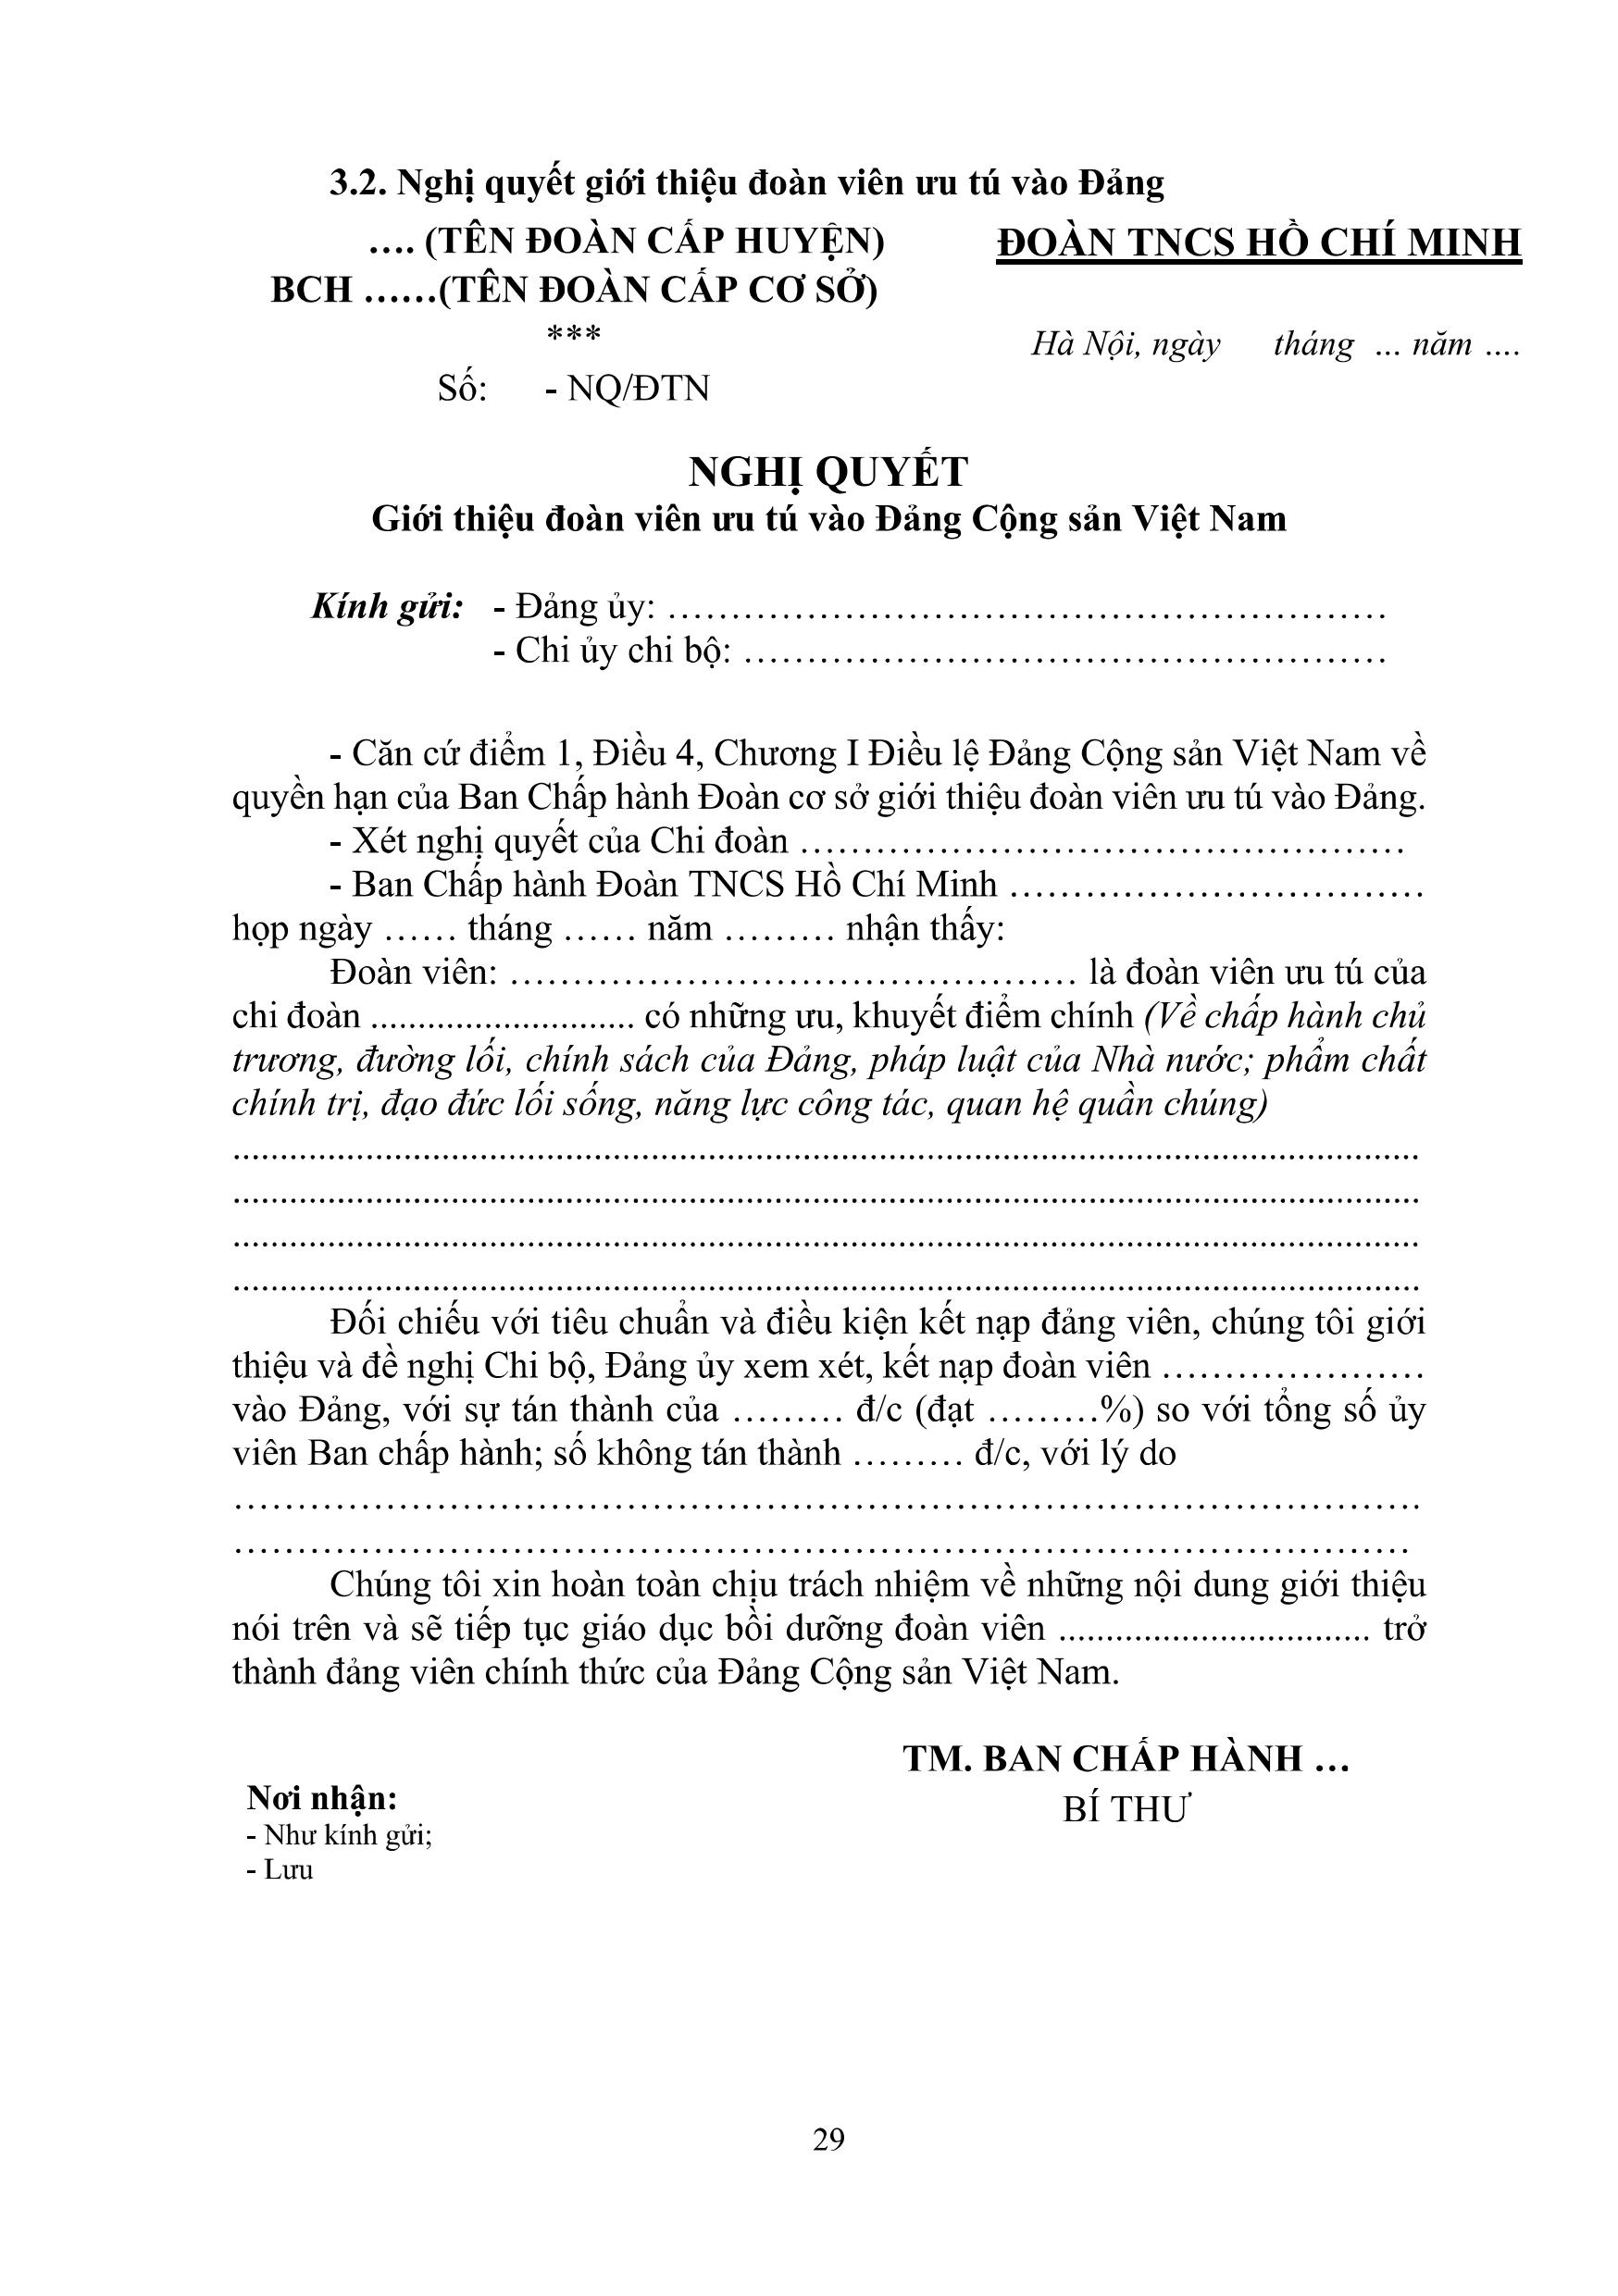 3.2. Nghị quyết giới thiệu đoàn viên ưu tú vào Đảng
…. (TÊN ĐOÀN CẤP HUYỆN)
BCH ……(TÊN ĐOÀN CẤP CƠ SỞ)
***
Số: - NQ/ĐTN
ĐOÀN TNCS HỒ CHÍ MINH
Hà Nội, ngày tháng … năm ….
NGHỊ QUYẾT
Giới thiệu đoàn viên ưu tú vào Đảng Cộng sản Việt Nam
Kính gửi: - Đảng ủy: …………………………………………………
- Chi ủy chi bộ: ……………………………………………
- Căn cứ điểm 1, Điều 4, Chương I Điều lệ Đảng Cộng sản Việt Nam về
quyền hạn của Ban Chấp hành Đoàn cơ sở giới thiệu đoàn viên ưu tú vào Đảng.
- Xét nghị quyết của Chi đoàn …………………………………………
- Ban Chấp hành Đoàn TNCS Hồ Chí Minh ……………………………
họp ngày …… tháng …… năm ……… nhận thấy:
Đoàn viên: ……………………………………… là đoàn viên ưu tú của
chi đoàn ............................ có những ưu, khuyết điểm chính (Về chấp hành chủ
trương, đường lối, chính sách của Đảng, pháp luật của Nhà nước; phẩm chất
chính trị, đạo đức lối sống, năng lực công tác, quan hệ quần chúng)
..............................................................................................................................
..............................................................................................................................
..............................................................................................................................
..............................................................................................................................
Đối chiếu với tiêu chuẩn và điều kiện kết nạp đảng viên, chúng tôi giới
thiệu và đề nghị Chi bộ, Đảng ủy xem xét, kết nạp đoàn viên …………………
vào Đảng, với sự tán thành của ……… đ/c (đạt ………%) so với tổng số ủy
viên Ban chấp hành; số không tán thành ……… đ/c, với lý do
…………………………………………………………………………………
…………………………………………………………………………………
Chúng tôi xin hoàn toàn chịu trách nhiệm về những nội dung giới thiệu
nói trên và sẽ tiếp tục giáo dục bồi dưỡng đoàn viên ................................. trở
thành đảng viên chính thức của Đảng Cộng sản Việt Nam.
TM. BAN CHẤP HÀNH …
BÍ THƯ
Nơi nhận:
- Như kính gửi;
- Lưu
29